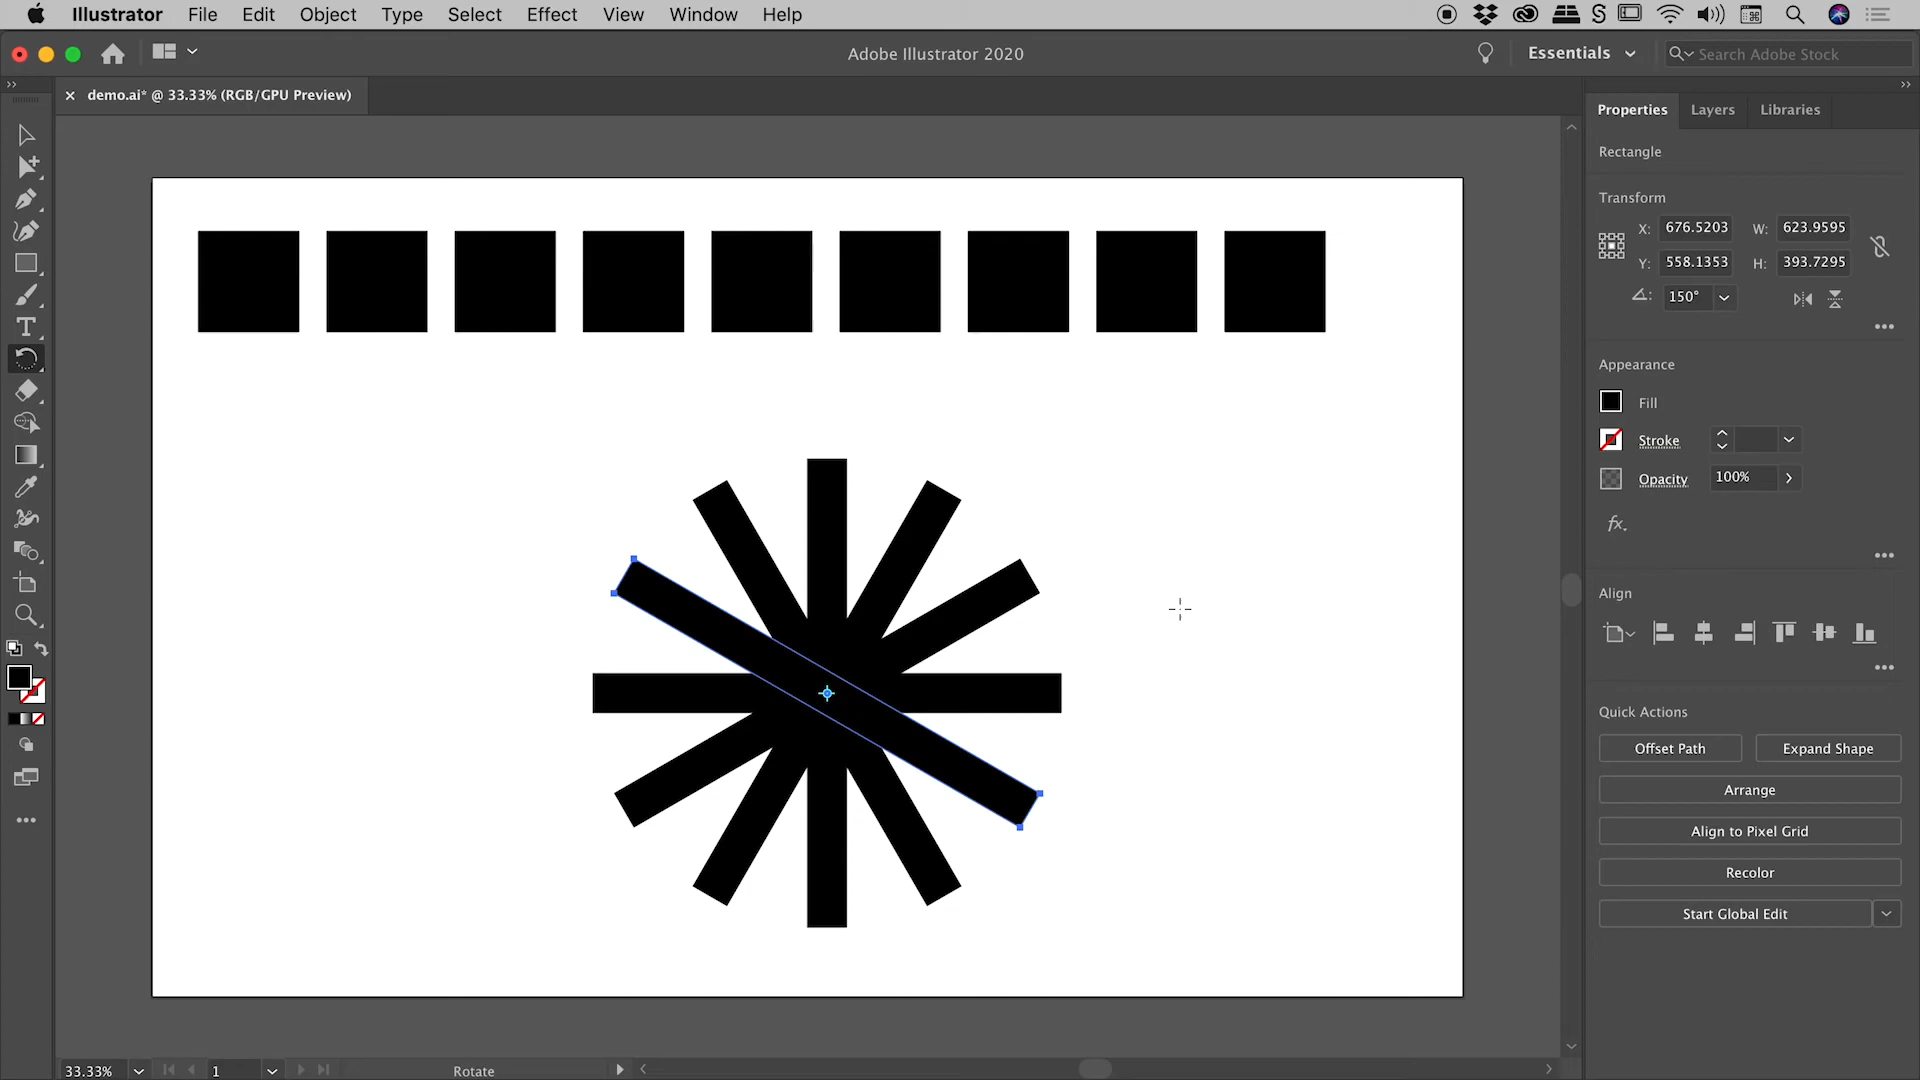 Illustrator File Edit Object Type Select Effect View Window Help
Adobe Illustrator 2020
Essentials
Search Adobe Stock
demo.ai* @ 33.33% (RGB/GPU Preview)
Properties Layers Libraries
Rectangle
Transform
X: 676.5203 W: 623.9595
Y: 558.1353 H: 393.7295
150°
Appearance
Fill
Stroke
Opacity 100%
fx
Align
Quick Actions
Offset Path Expand Shape
Arrange
Align to Pixel Grid
Recolor
Start Global Edit
33.33% 1 Rotate